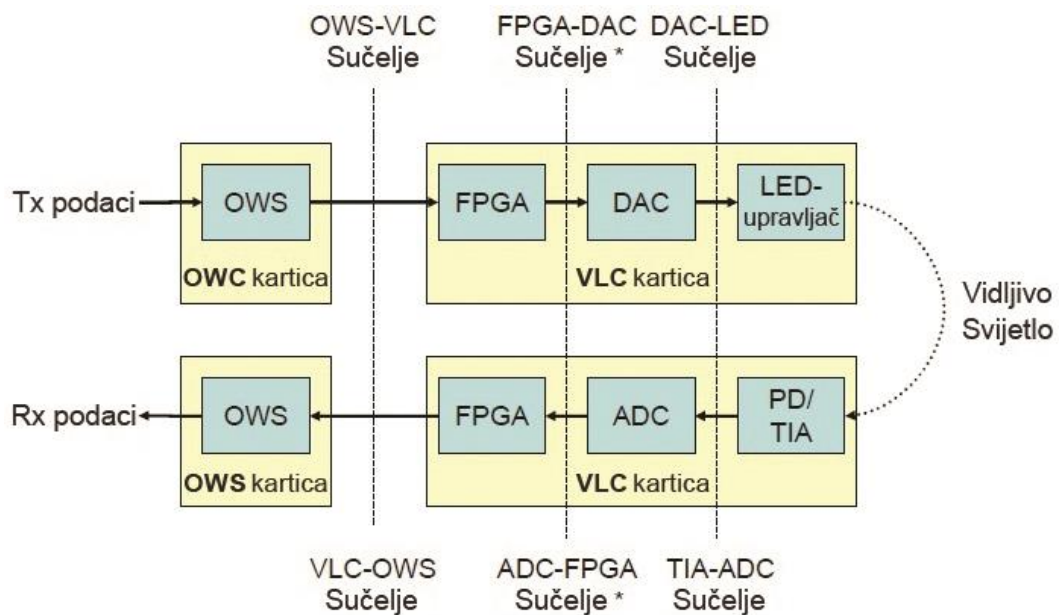 OWS-VLC
Sučelje
FPGA-DAC
Sučelje *
DAC-LED
Sučelje
Tx podaci
OWS
OWC kartica
FPGA
DAC
LED-
upravljač
VLC kartica
Vidljivo
Svijetlo
Rx podaci
OWS
OWS kartica
FPGA
ADC
PD/
TIA
VLC kartica
VLC-OWS
Sučelje
ADC-FPGA
Sučelje *
TIA-ADC
Sučelje